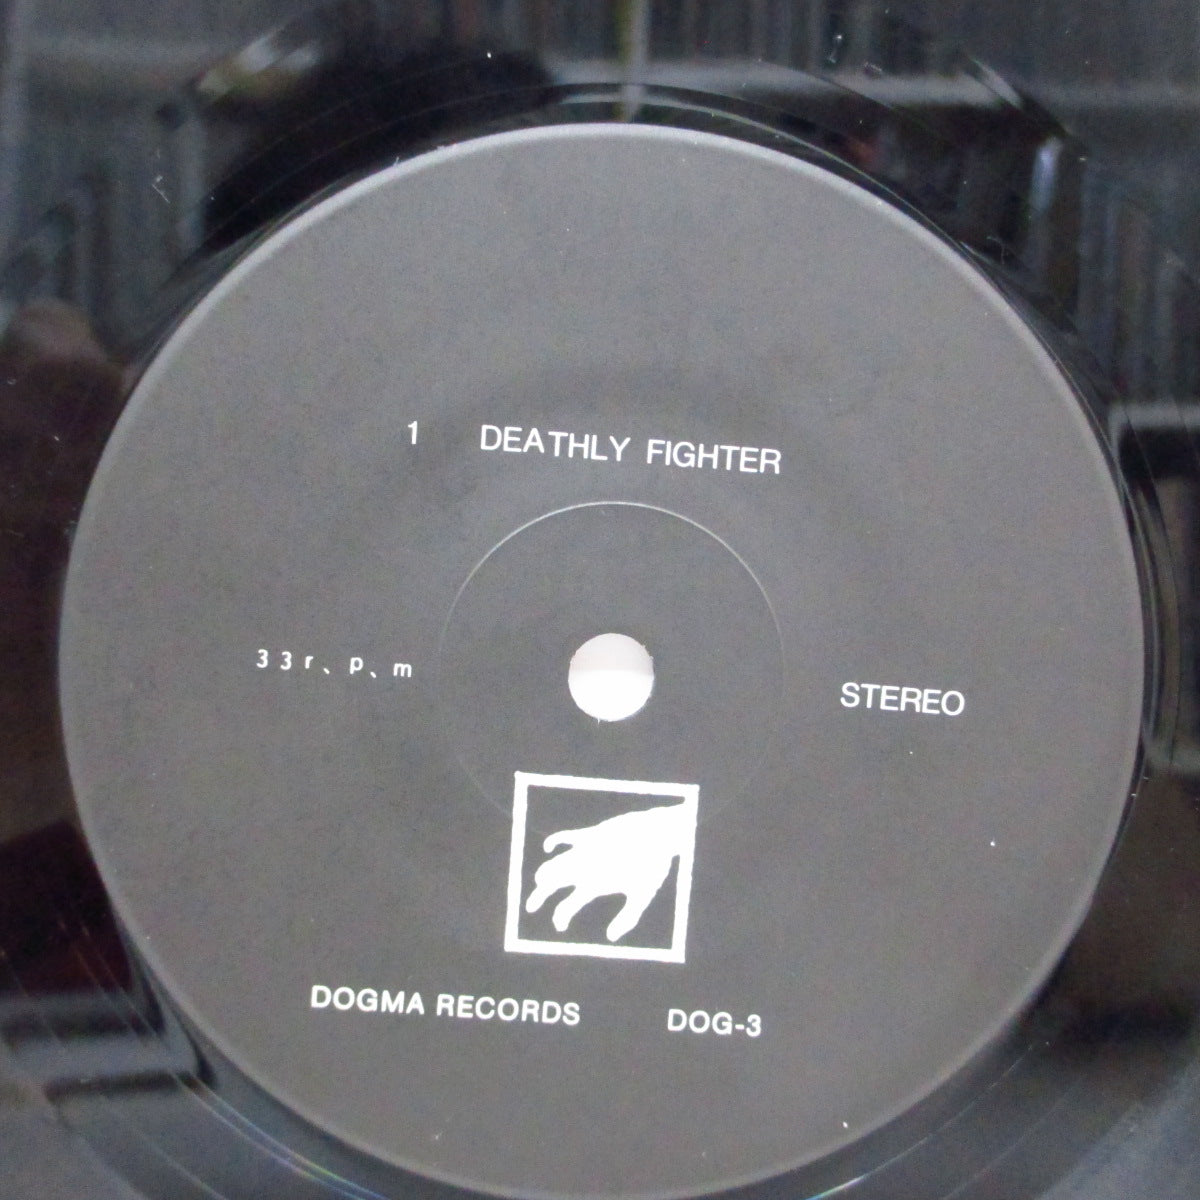 1 DEATHLY FIGHTER
33r、p、m
STEREO
DOGMA RECORDS DOG-3